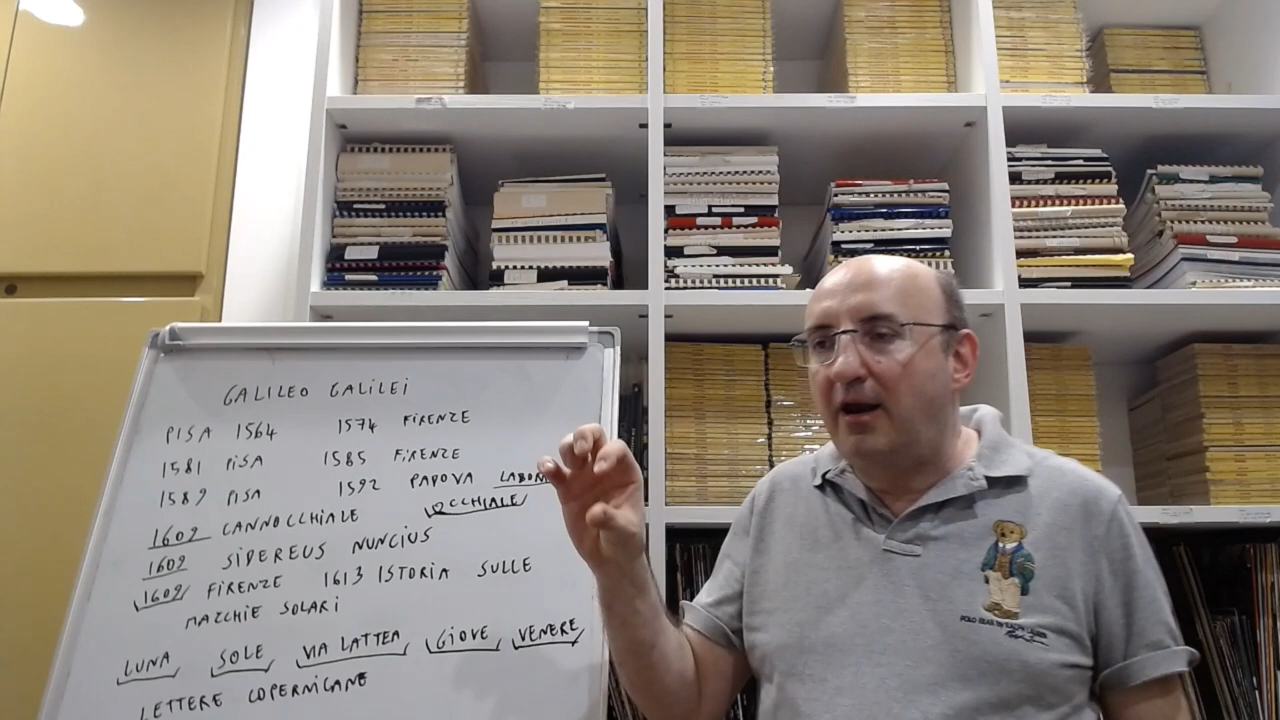 GALILEO GALILEI
PISA 1564 1574 FIRENZE
1581 PISA 1585 FIRENZE
1589 PISA 1592 PADOVA
1609 CANNOCCHIALE OCCHIALE
1609 SIDEREUS NUNCIUS
1609 FIRENZE 1613 ISTORIA SULLE
MACCHIE SOLARI
LUNA SOLE VIA LATTEA GIOVE VENERE
LETTERE COPERNICANE